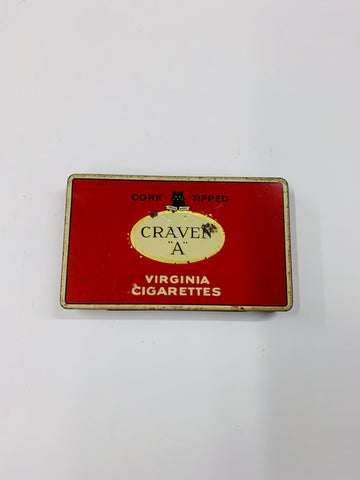 CORK TIPPED
CRAVEN
"A"
VIRGINIA
CIGARETTES